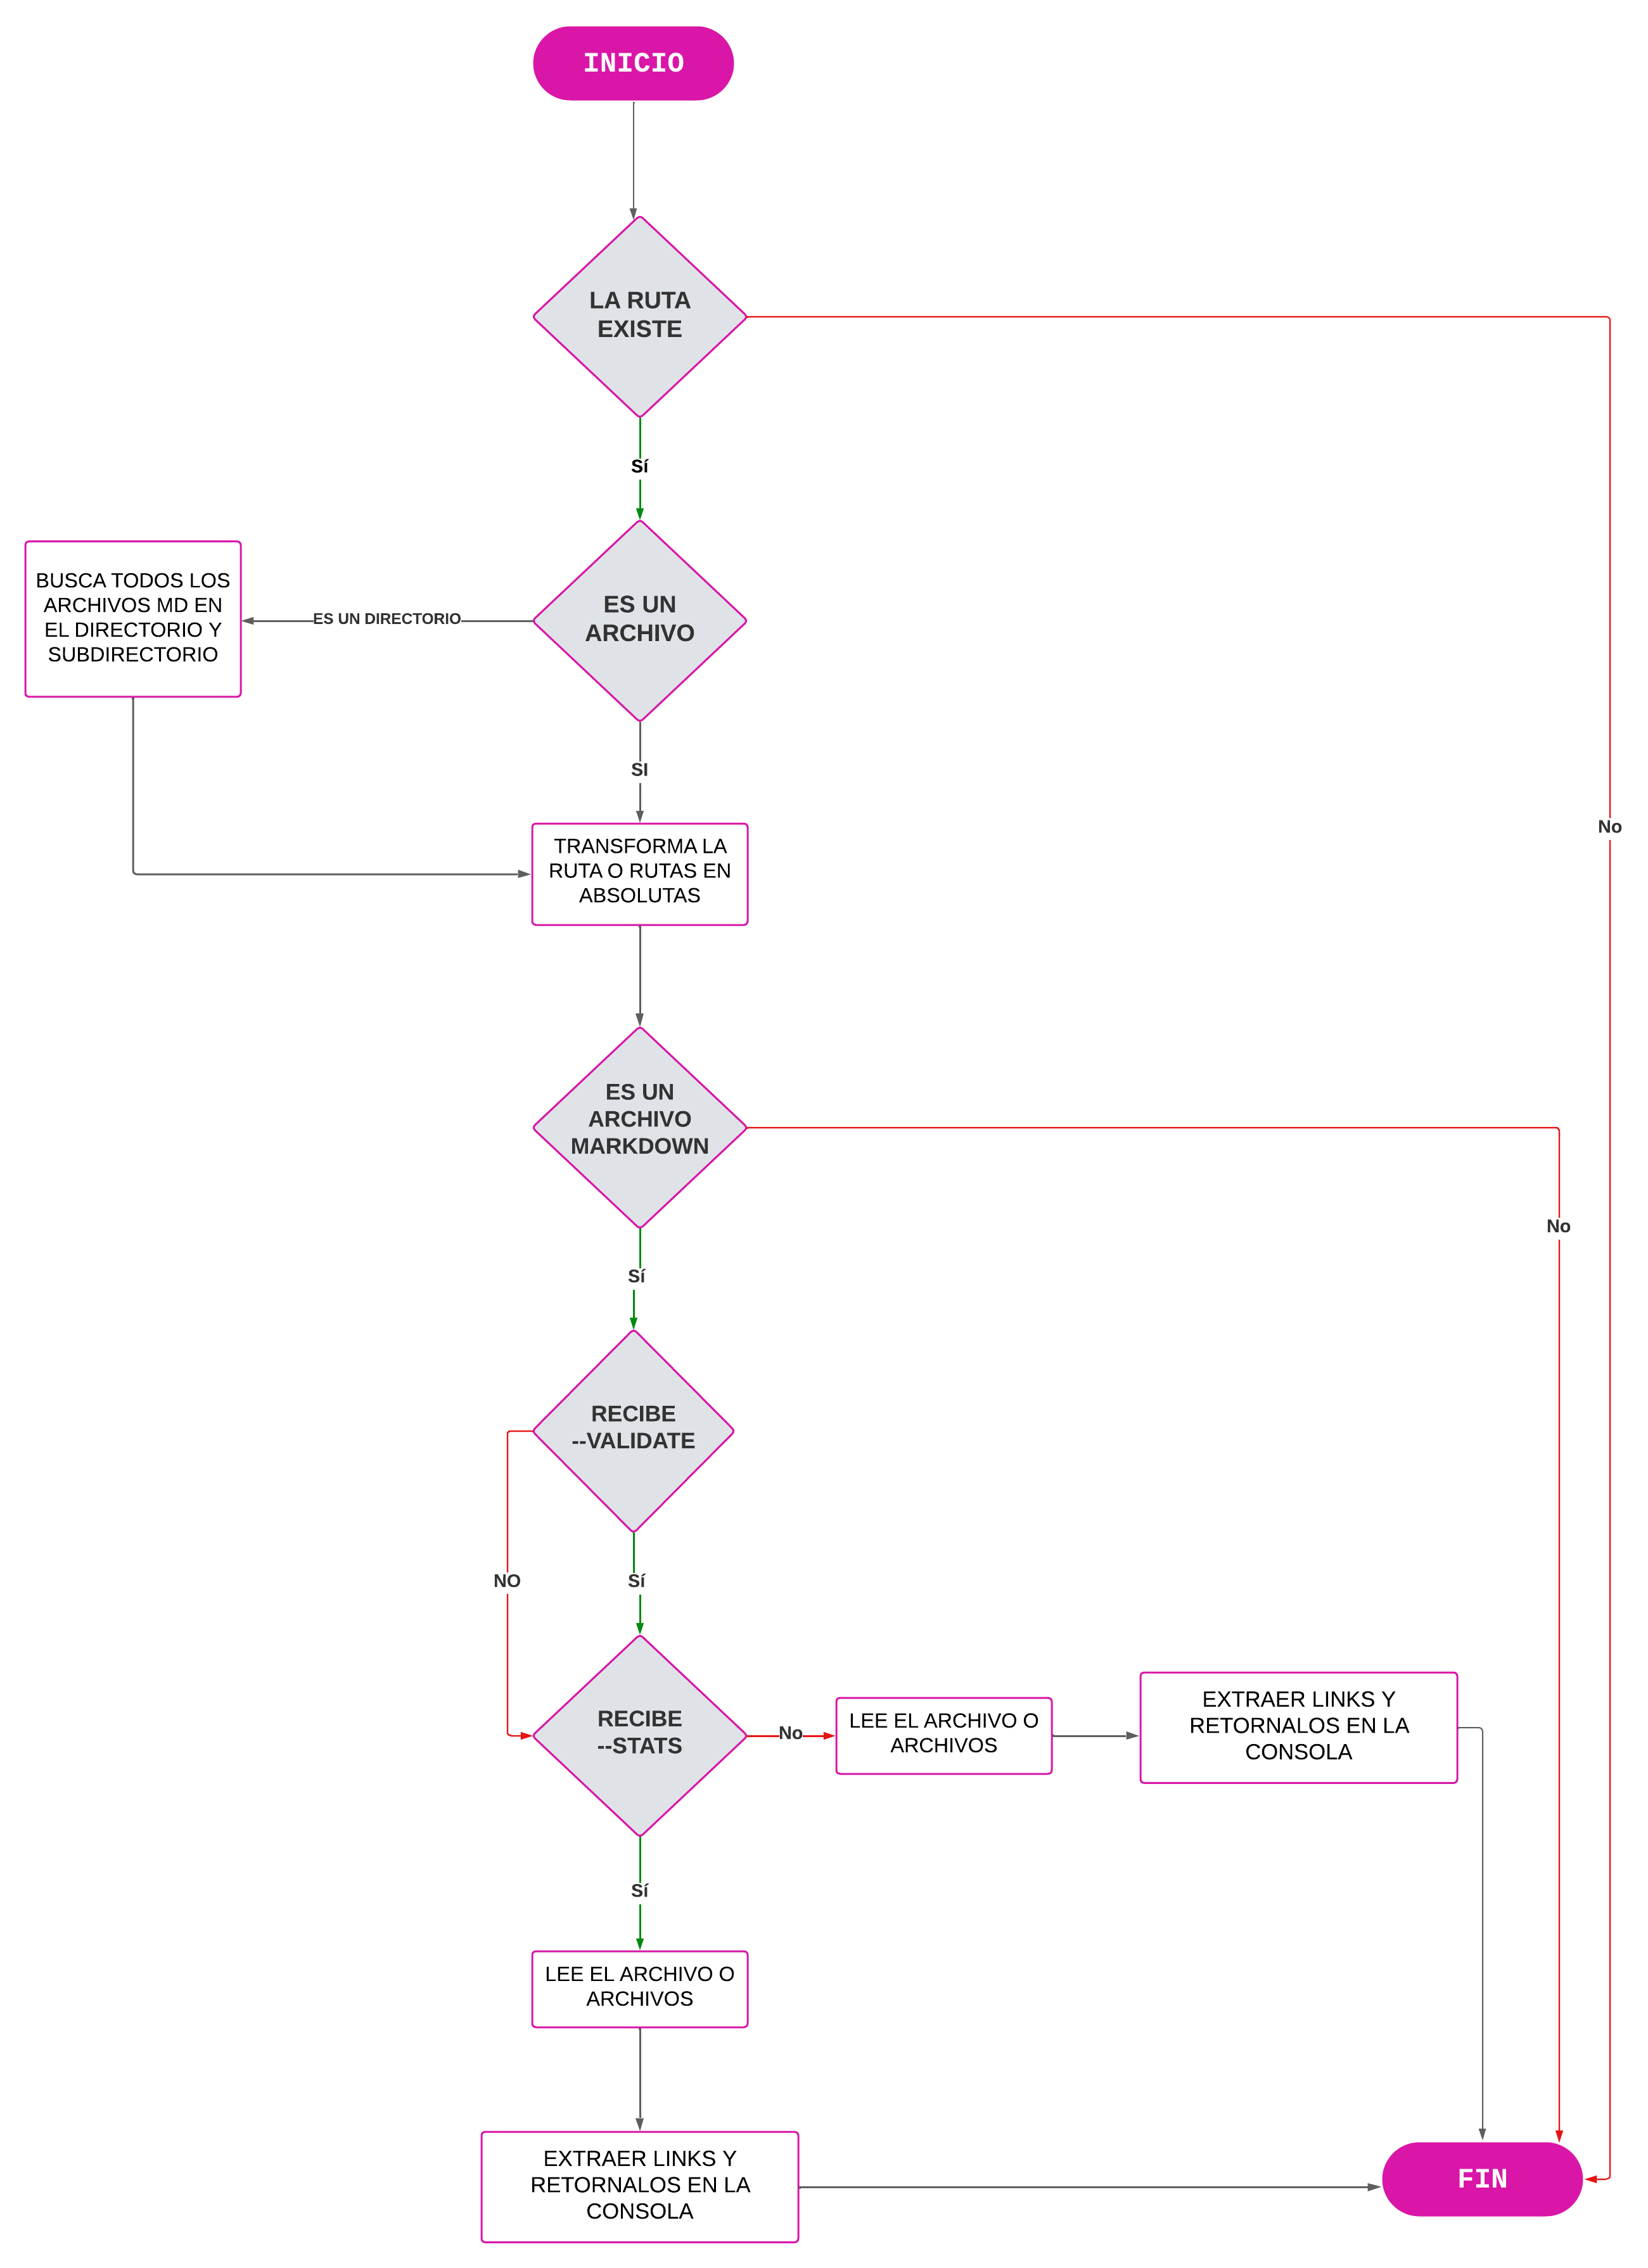 INICIO
LA RUTA
EXISTE
Sí
No
ES UN
ARCHIVO
ES UN DIRECTORIO
BUSCA TODOS LOS
ARCHIVOS MD EN
EL DIRECTORIO Y
SUBDIRECTORIO
SI
TRANSFORMA LA
RUTA O RUTAS EN
ABSOLUTAS
ES UN
ARCHIVO
MARKDOWN
No
Sí
RECIBE
--VALIDATE
NO
Sí
RECIBE
--STATS
No
LEE EL ARCHIVO O
ARCHIVOS
EXTRAER LINKS Y
RETORNALOS EN LA
CONSOLA
Sí
LEE EL ARCHIVO O
ARCHIVOS
EXTRAER LINKS Y
RETORNALOS EN LA
CONSOLA
FIN